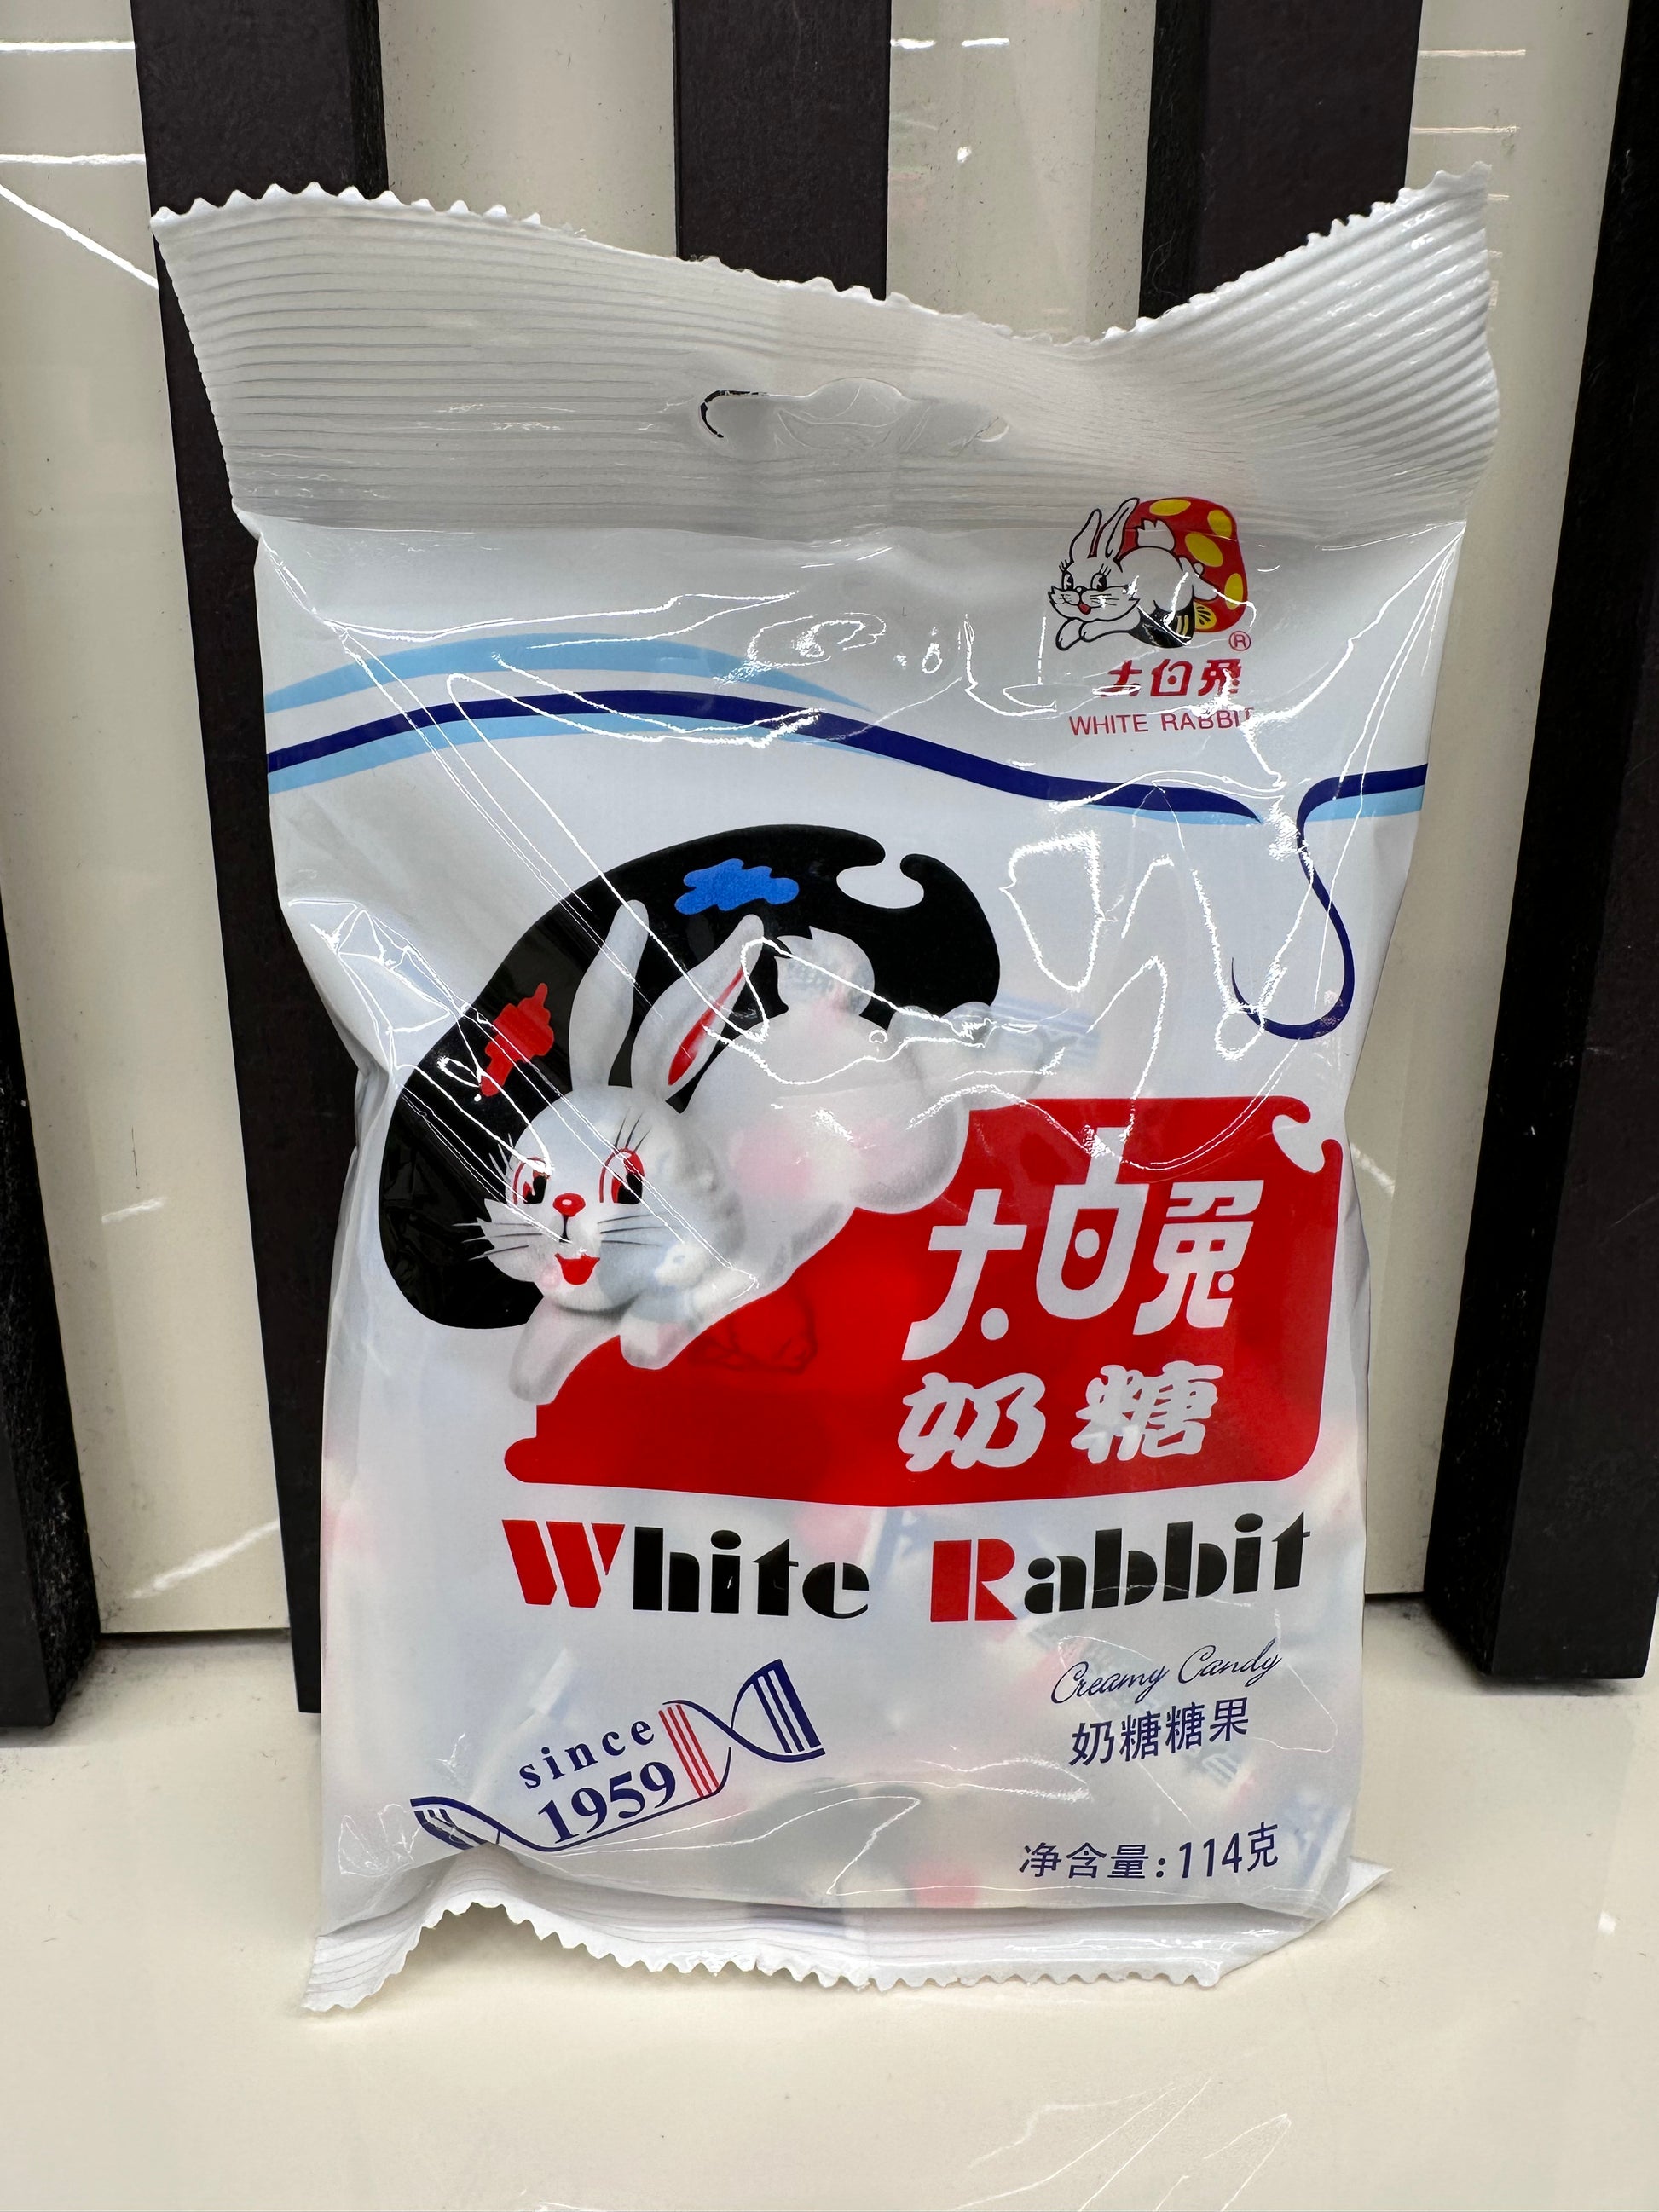 ®
大白兔
WHITE RABBIT
大白兔
奶糖
White Rabbit
Creamy Candy
奶糖糖果
since
1959
净含量:114克